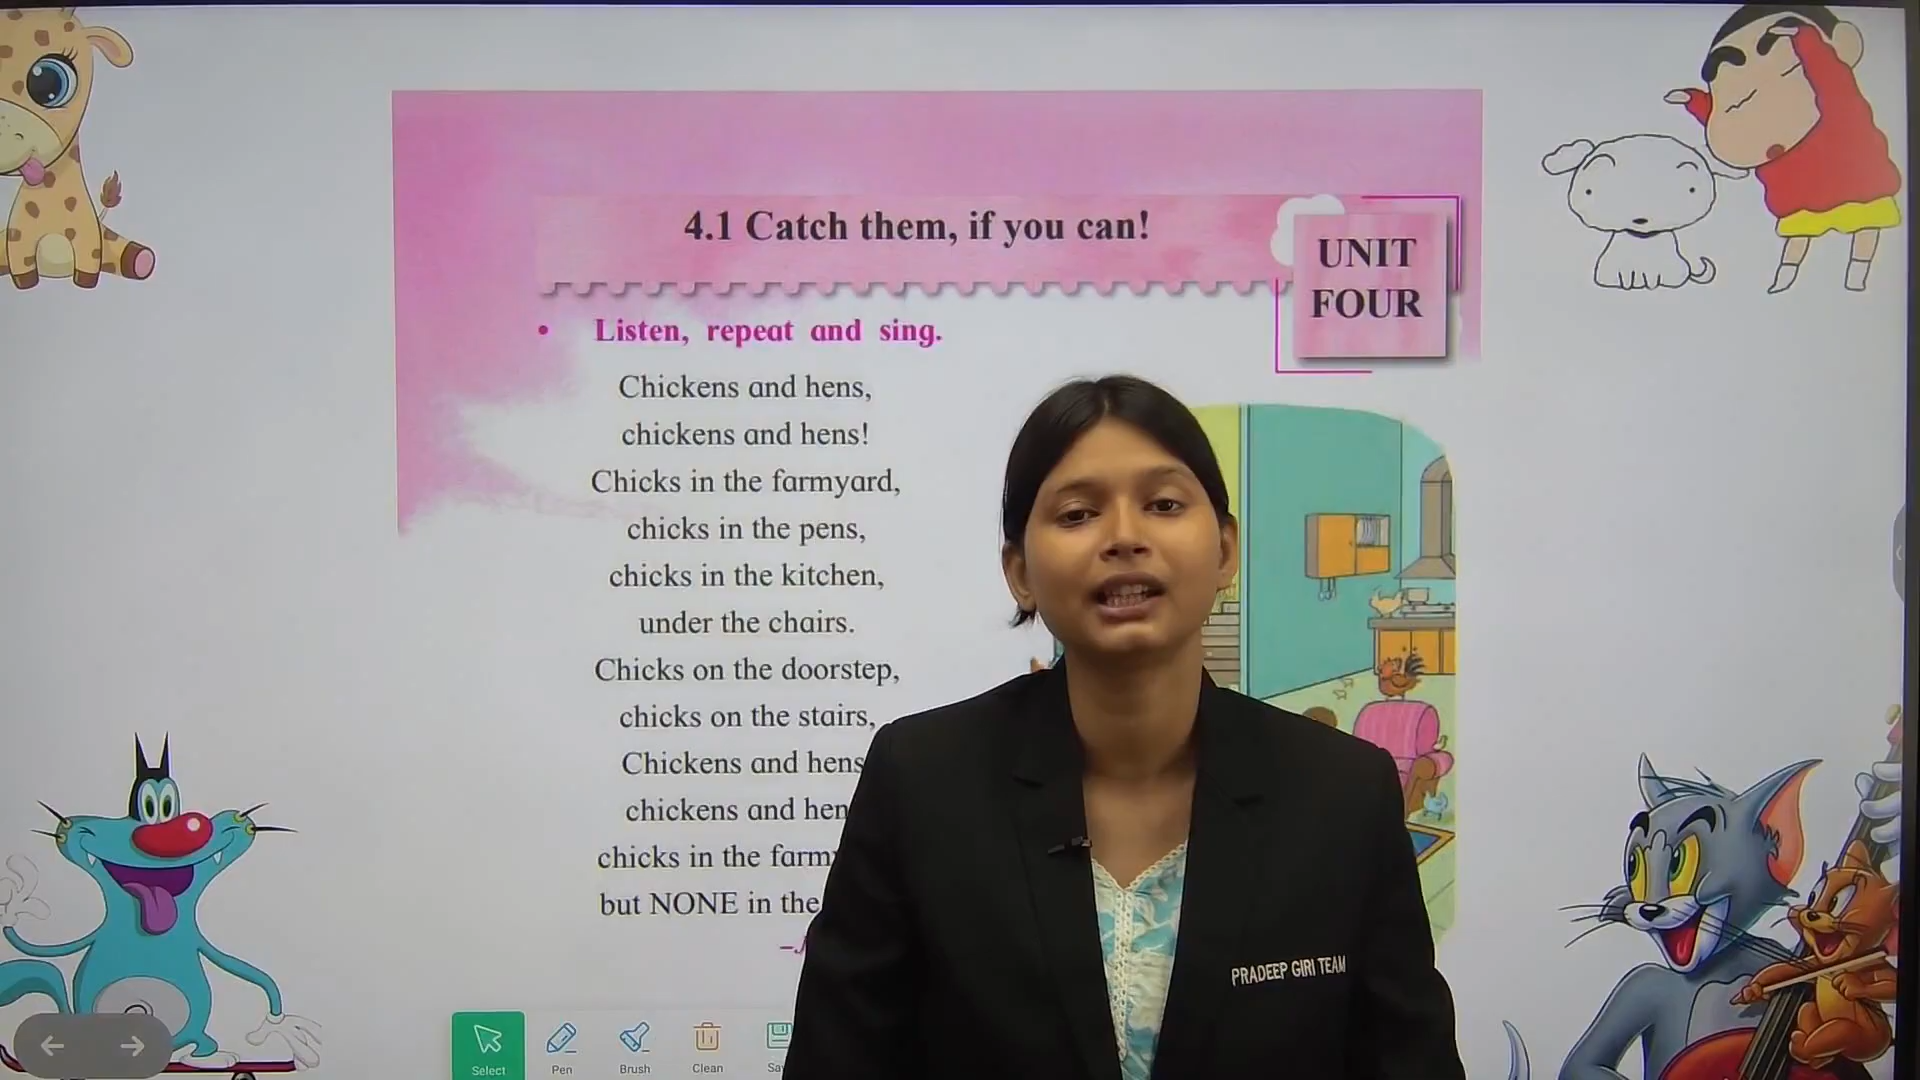 4.1 Catch them, if you can!
UNIT
FOUR
• Listen, repeat and sing.
Chickens and hens,
chickens and hens!
Chicks in the farmyard,
chicks in the pens,
chicks in the kitchen,
under the chairs.
Chicks on the doorstep,
chicks on the stairs,
Chickens and hens
chickens and hen
chicks in the farm
but NONE in the
PRADEEP GIRI TEAM
Select Pen Brush Clean